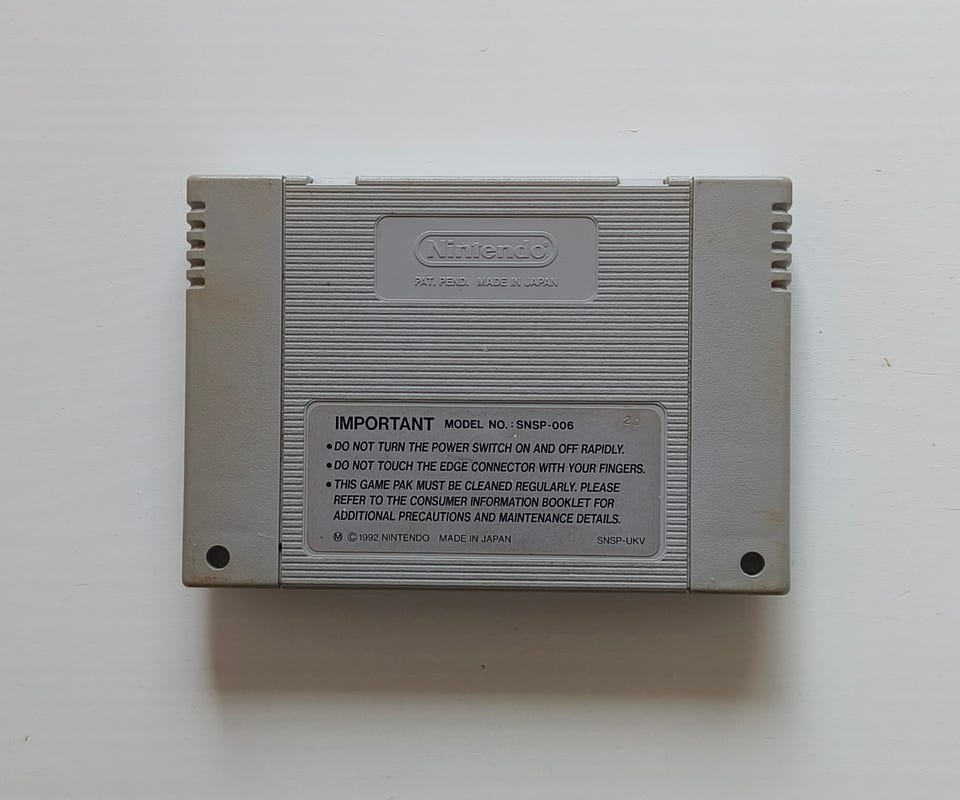 Nintendo®
PAT. PEND. MADE IN JAPAN
IMPORTANT MODEL NO.: SNSP-006 20
• DO NOT TURN THE POWER SWITCH ON AND OFF RAPIDLY.
• DO NOT TOUCH THE EDGE CONNECTOR WITH YOUR FINGERS.
• THIS GAME PAK MUST BE CLEANED REGULARLY. PLEASE
REFER TO THE CONSUMER INFORMATION BOOKLET FOR
ADDITIONAL PRECAUTIONS AND MAINTENANCE DETAILS.
Ⓜ ©1992 NINTENDO MADE IN JAPAN SNSP-UKV